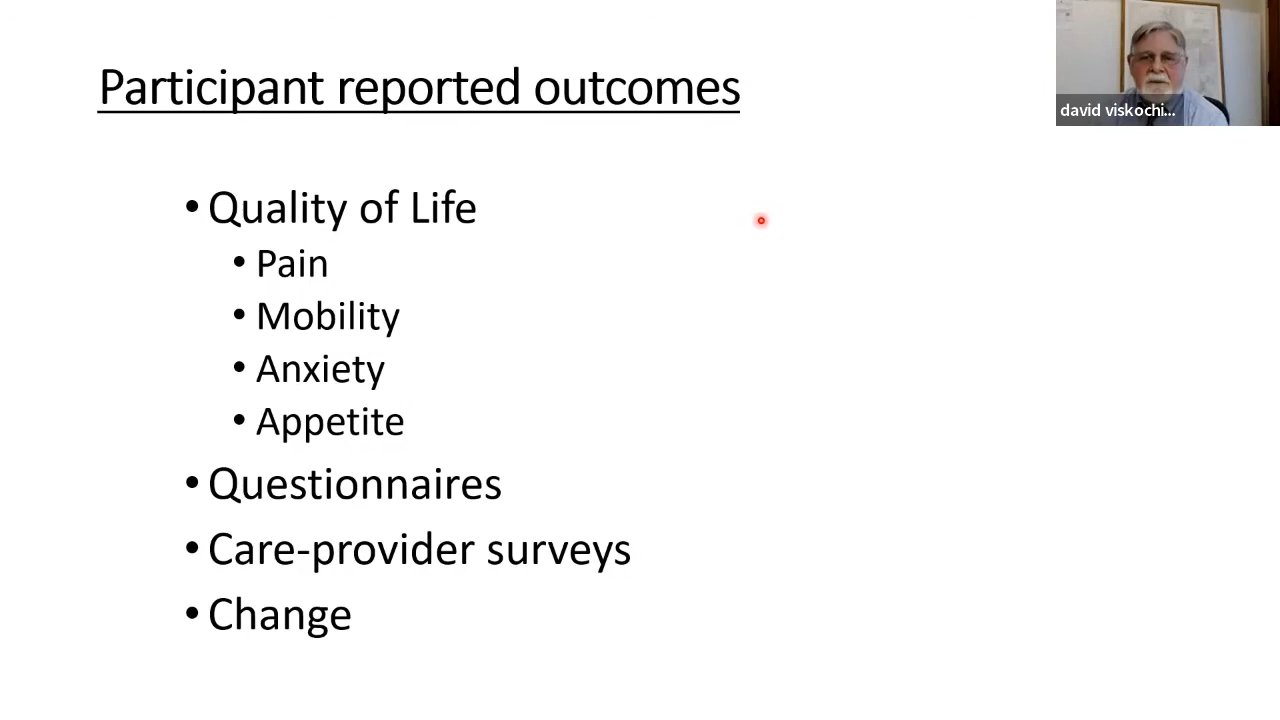 Participant reported outcomes
david viskochi...
• Quality of Life
• Pain
• Mobility
• Anxiety
• Appetite
• Questionnaires
• Care-provider surveys
• Change